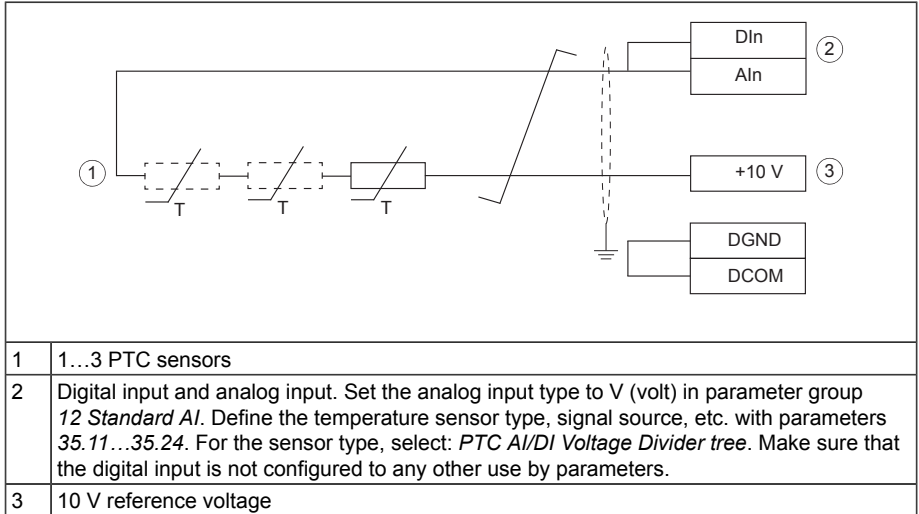 DIn
2
AIn
1
+10 V
3
T
T
T
DGND
DCOM
1 1…3 PTC sensors
2 Digital input and analog input. Set the analog input type to V (volt) in parameter group
12 Standard AI. Define the temperature sensor type, signal source, etc. with parameters
35.11…35.24. For the sensor type, select: PTC AI/DI Voltage Divider tree. Make sure that
the digital input is not configured to any other use by parameters.
3 10 V reference voltage